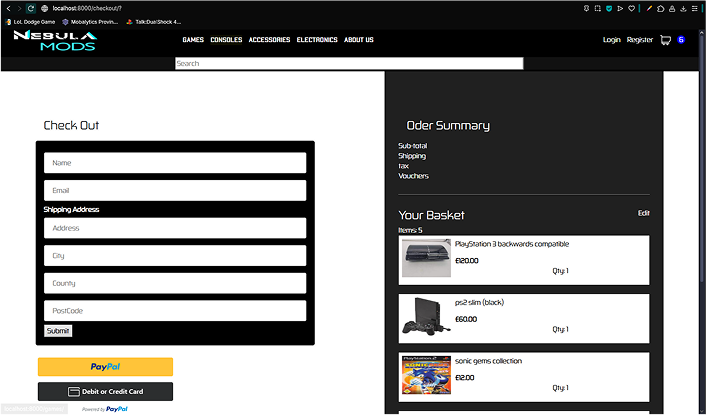 localhost:8000/checkout/?
LoL Dodge Game
Mobalytics Provin...
Talk:DualShock 4...
NEBULA
MODS
GAMES CONSOLES ACCESSORIES ELECTRONICS ABOUT US
Login Register 6
Search
Check Out
Name
Email
Shipping Address
Address
City
County
PostCode
Submit
PayPal
Debit or Credit Card
Powered by PayPal
Oder Summary
Sub-total
Shipping
tax
Vouchers
Your Basket
Edit
Items: 5
PlayStation 3 backwards compatible
£120.00
Qty: 1
ps2 slim (black)
£60.00
Qty: 1
PlayStation 2
SONIC
sonic gems collection
£12.00
Qty: 1